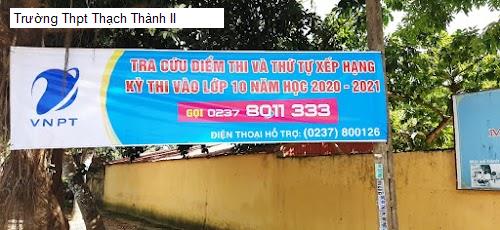 Trường Thpt Thạch Thành II
TRA CỨU ĐIỂM THI VÀ THỨ TỰ XẾP HẠNG
KỲ THI VÀO LỚP 10 NĂM HỌC 2020 - 2021
GỌI 0237 8011 333
VNPT
ĐIỆN THOẠI HỖ TRỢ: (0237) 800126